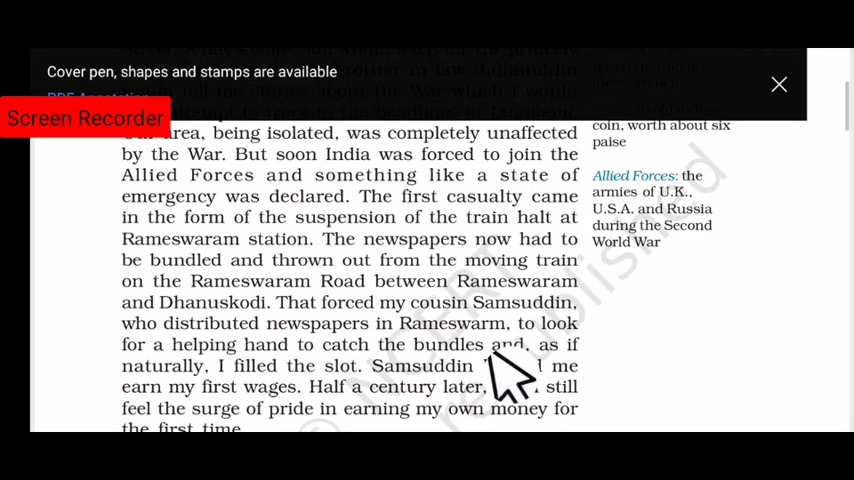 Cover pen, shapes and stamps are available
Screen Recorder
area, being isolated, was completely unaffected
by the War. But soon India was forced to join the
Allied Forces and something like a state of
emergency was declared. The first casualty came
in the form of the suspension of the train halt at
Rameswaram station. The newspapers now had to
be bundled and thrown out from the moving train
on the Rameswaram Road between Rameswaram
and Dhanuskodi. That forced my cousin Samsuddin,
who distributed newspapers in Rameswarm, to look
for a helping hand to catch the bundles and, as if
naturally, I filled the slot. Samsuddin me
earn my first wages. Half a century later, still
feel the surge of pride in earning my own money for
the first time.
coin, worth about six
paise
Allied Forces: the
armies of U.K.,
U.S.A. and Russia
during the Second
World War
© NCERT
republished